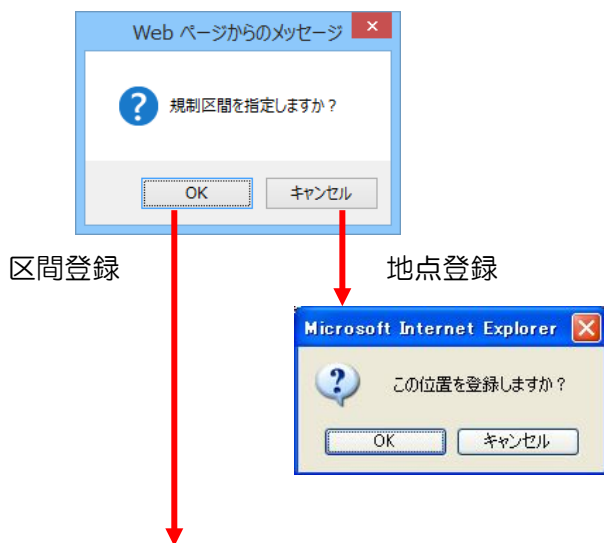 Web ページからのメッセージ
規制区間を指定しますか？
OK
キャンセル
区間登録
地点登録
Microsoft Internet Explorer
この位置を登録しますか？
OK
キャンセル